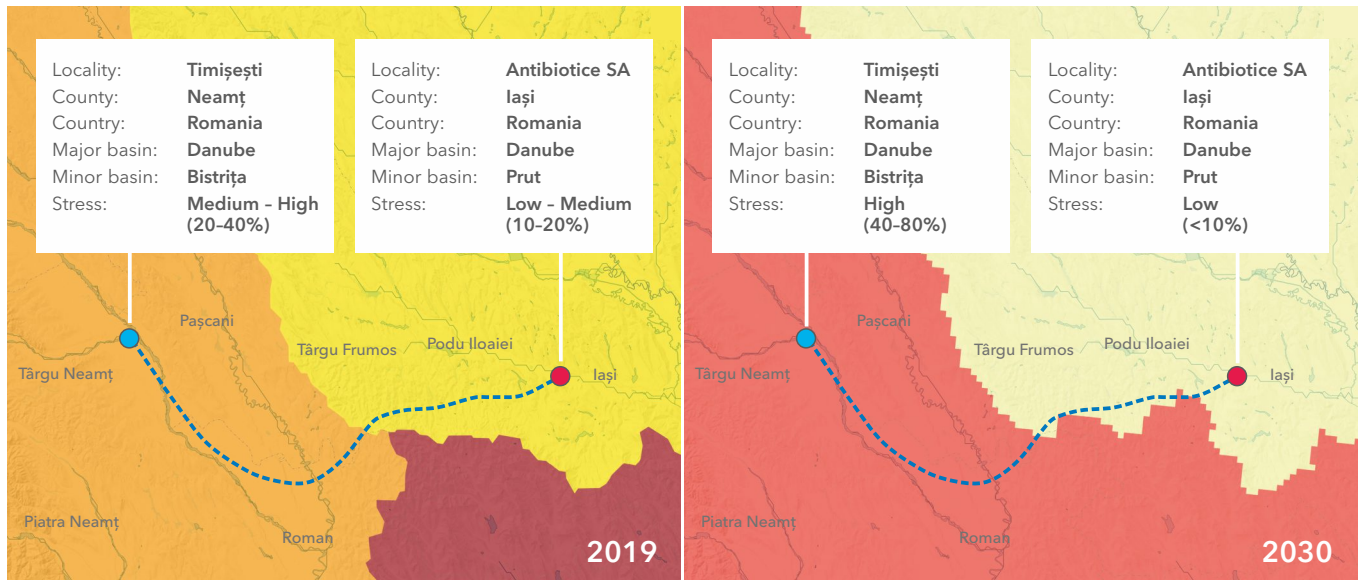 Locality: Timișești
County: Neamț
Country: Romania
Major basin: Danube
Minor basin: Bistrița
Stress: Medium – High
(20–40%)
Locality: Antibiotice SA
County: Iași
Country: Romania
Major basin: Danube
Minor basin: Prut
Stress: Low – Medium
(10–20%)
Pașcani
Târgu Frumos
Podu Iloaiei
Târgu Neamț
Iași
Piatra Neamț
Roman
2019
Locality: Timișești
County: Neamț
Country: Romania
Major basin: Danube
Minor basin: Bistrița
Stress: High
(40–80%)
Locality: Antibiotice SA
County: Iași
Country: Romania
Major basin: Danube
Minor basin: Prut
Stress: Low
(<10%)
Pașcani
Târgu Frumos
Podu Iloaiei
Târgu Neamț
Iași
Piatra Neamț
Roman
2030